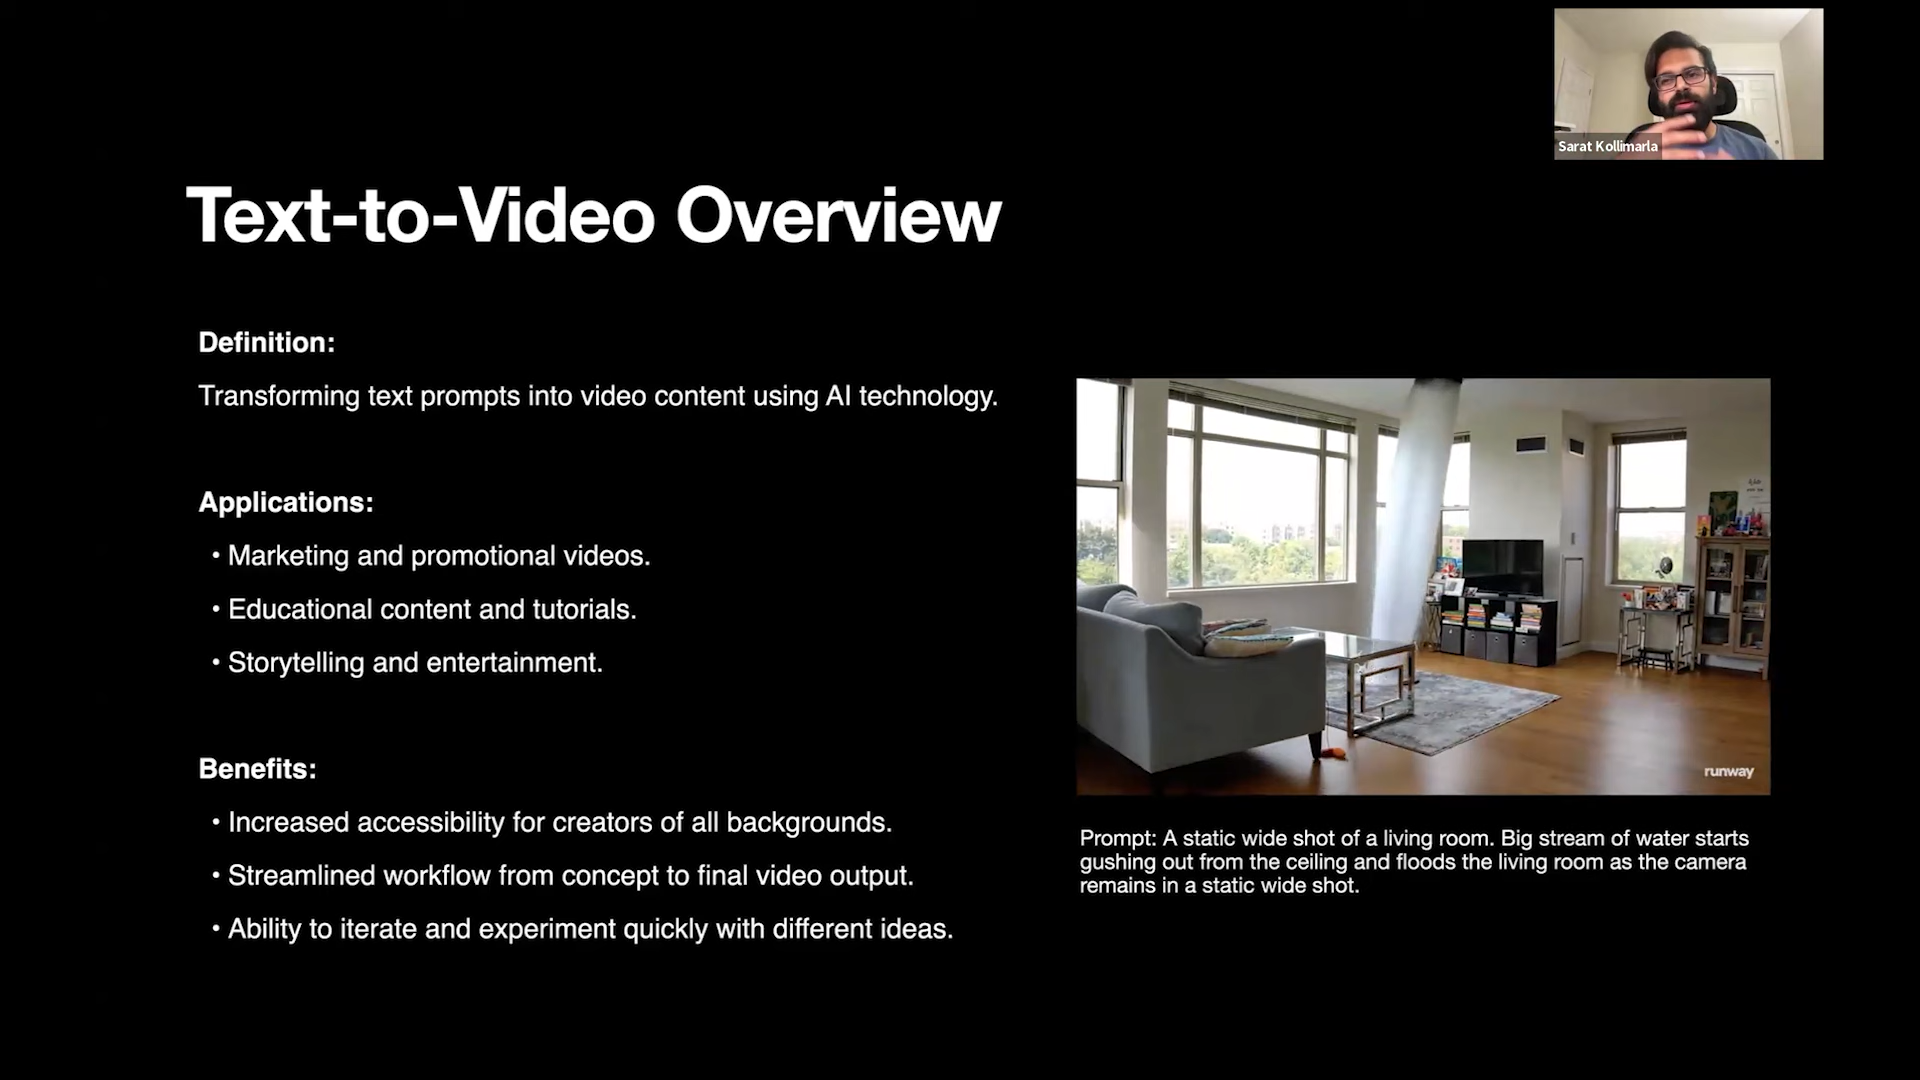 Sarat Kollimarla
Text-to-Video Overview
Definition:
Transforming text prompts into video content using AI technology.
Applications:
• Marketing and promotional videos.
• Educational content and tutorials.
• Storytelling and entertainment.
Benefits:
• Increased accessibility for creators of all backgrounds.
• Streamlined workflow from concept to final video output.
• Ability to iterate and experiment quickly with different ideas.
runway
Prompt: A static wide shot of a living room. Big stream of water starts
gushing out from the ceiling and floods the living room as the camera
remains in a static wide shot.